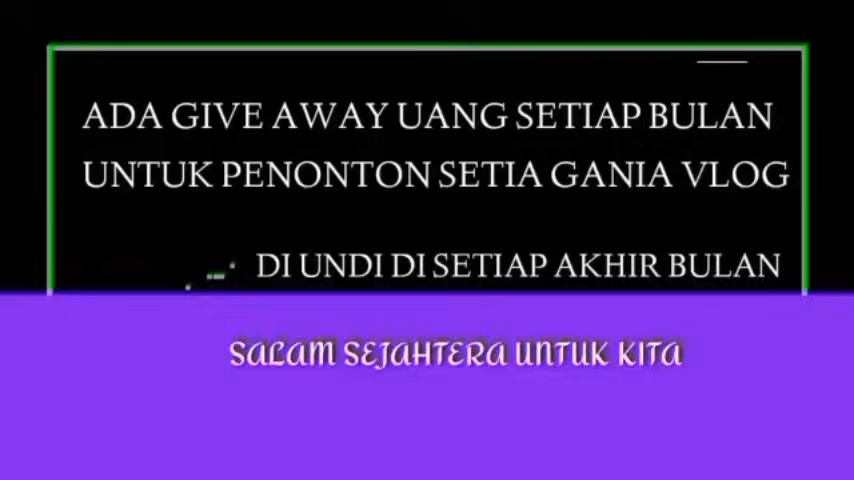 ADA GIVE AWAY UANG SETIAP BULAN
UNTUK PENONTON SETIA GANIA VLOG
DI UNDI DI SETIAP AKHIR BULAN
SALAM SEJAHTERA UNTUK KITA